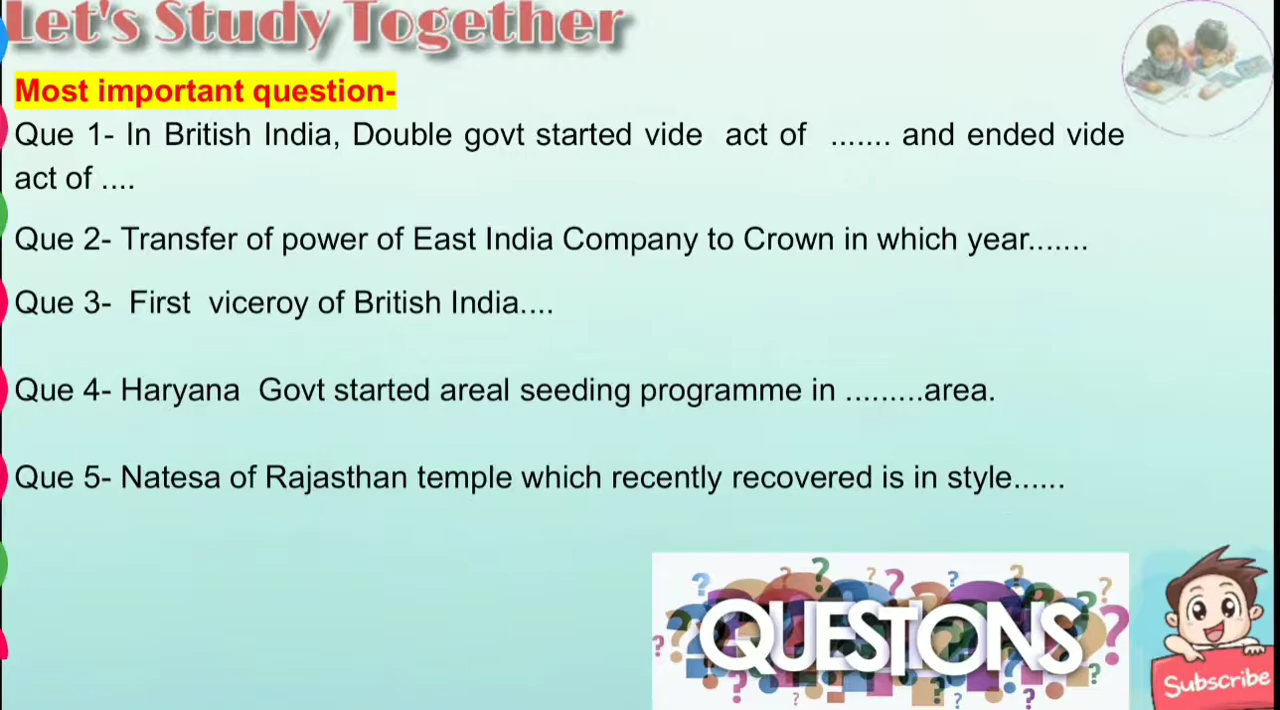 Let's Study Together
Most important question-
Que 1- In British India, Double govt started vide act of ....... and ended vide
act of ....
Que 2- Transfer of power of East India Company to Crown in which year.......
Que 3- First viceroy of British India....
Que 4- Haryana Govt started areal seeding programme in .........area.
Que 5- Natesa of Rajasthan temple which recently recovered is in style......
QUESTONS
Subscribe